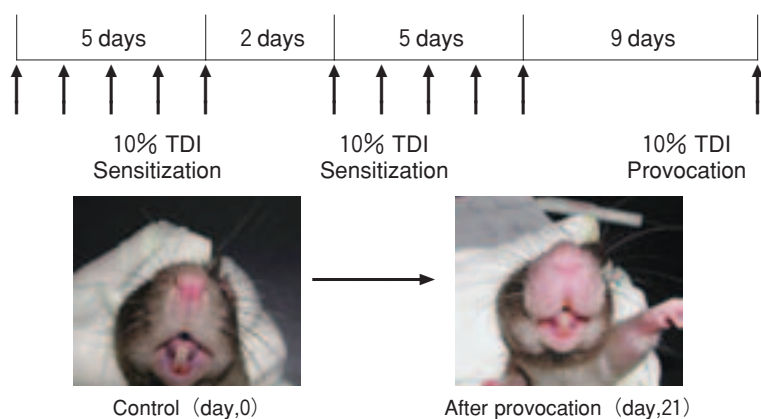 5 days 2 days 5 days 9 days
10% TDI 10% TDI 10% TDI
Sensitization Sensitization Provocation
Control (day,0) After provocation (day,21)